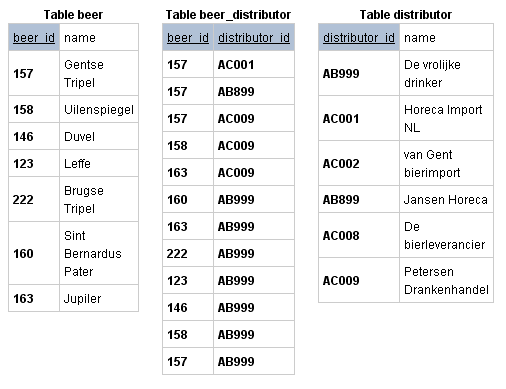 Table beer
beer_id name
157 Gentse
Tripel
158 Uilenspiegel
146 Duvel
123 Leffe
222 Brugse
Tripel
160 Sint
Bernardus
Pater
163 Jupiler
Table beer_distributor
beer_id distributor_id
157 AC001
157 AB899
157 AC009
158 AC009
163 AC009
160 AB999
163 AB999
222 AB999
123 AB999
146 AB999
158 AB999
157 AB999
Table distributor
distributor_id name
AB999 De vrolijke
drinker
AC001 Horeca Import
NL
AC002 van Gent
bierimport
AB899 Jansen Horeca
AC008 De
bierleverancier
AC009 Petersen
Drankenhandel